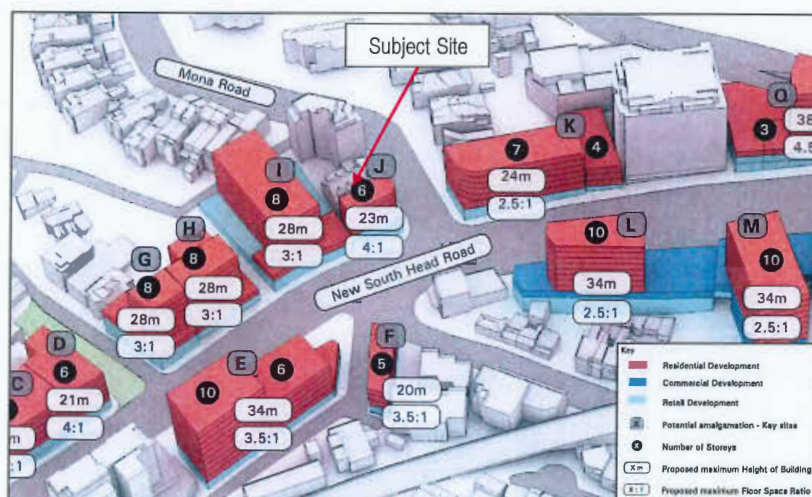 Subject Site
Mona Road
New South Head Road
Q
3
38
4.5
K
7
4
24m
2.5:1
J
6
23m
4:1
I
8
28m
3:1
H
8
28m
3:1
G
8
28m
3:1
L
10
34m
2.5:1
M
10
34m
2.5:1
D
6
21m
4:1
C
m
:1
E
10
6
34m
3.5:1
F
5
20m
3.5:1
Key
Residential Development
Commercial Development
Retail Development
X
Potential amalgamation - Key sites
X
Number of Storeys
X m
Proposed maximum Height of Building
X : 1
Proposed maximum Floor Space Ratio